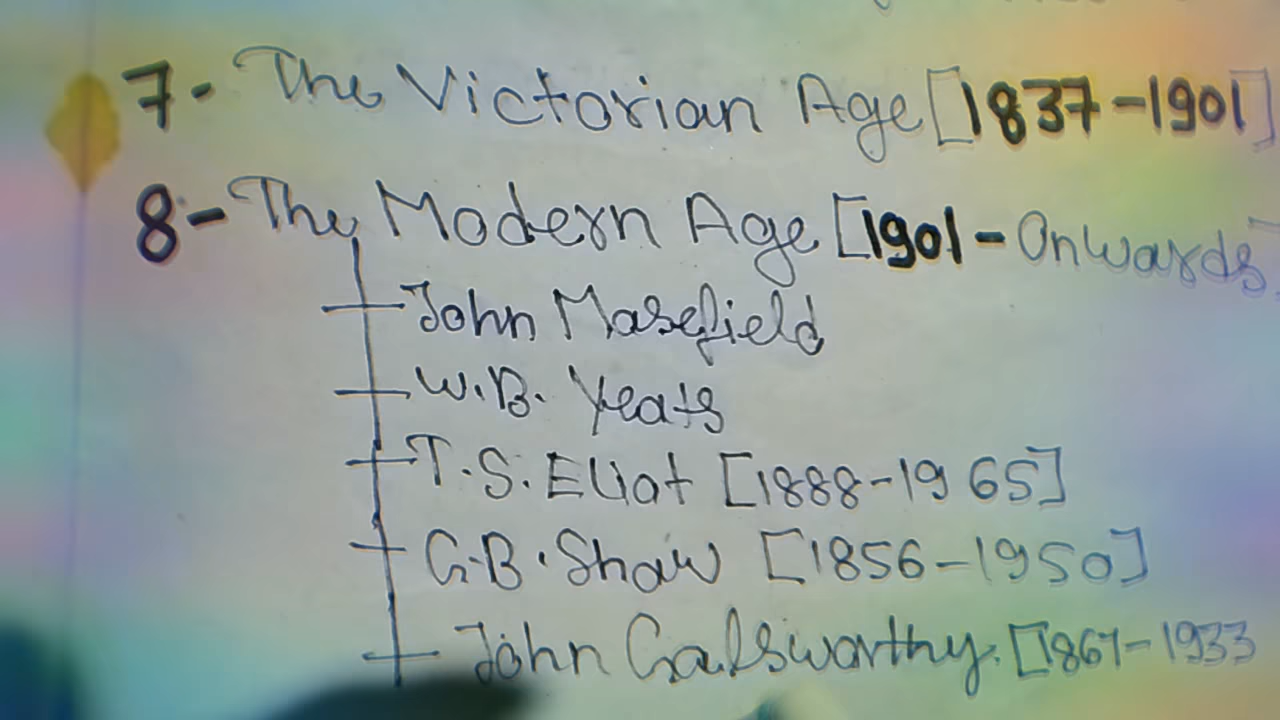 7- The Victorian Age [1837-1901]
8- The Modern Age [1901- Onwards]
John Masefield
W.B. Yeats
T.S. Eliot [1888-1965]
G.B. Shaw [1856-1950]
John Galsworthy. [1867-1933